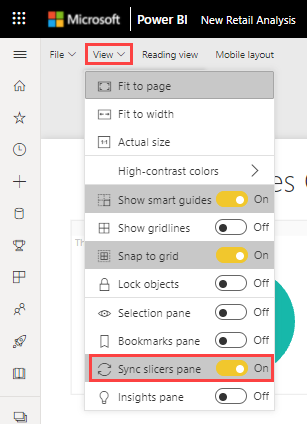 Microsoft Power BI New Retail Analysis
File View Reading view Mobile layout
Fit to page
Fit to width
Actual size
High-contrast colors
Show smart guides On
Show gridlines Off
Snap to grid On
Lock objects Off
Selection pane Off
Bookmarks pane Off
Sync slicers pane On
Insights pane Off